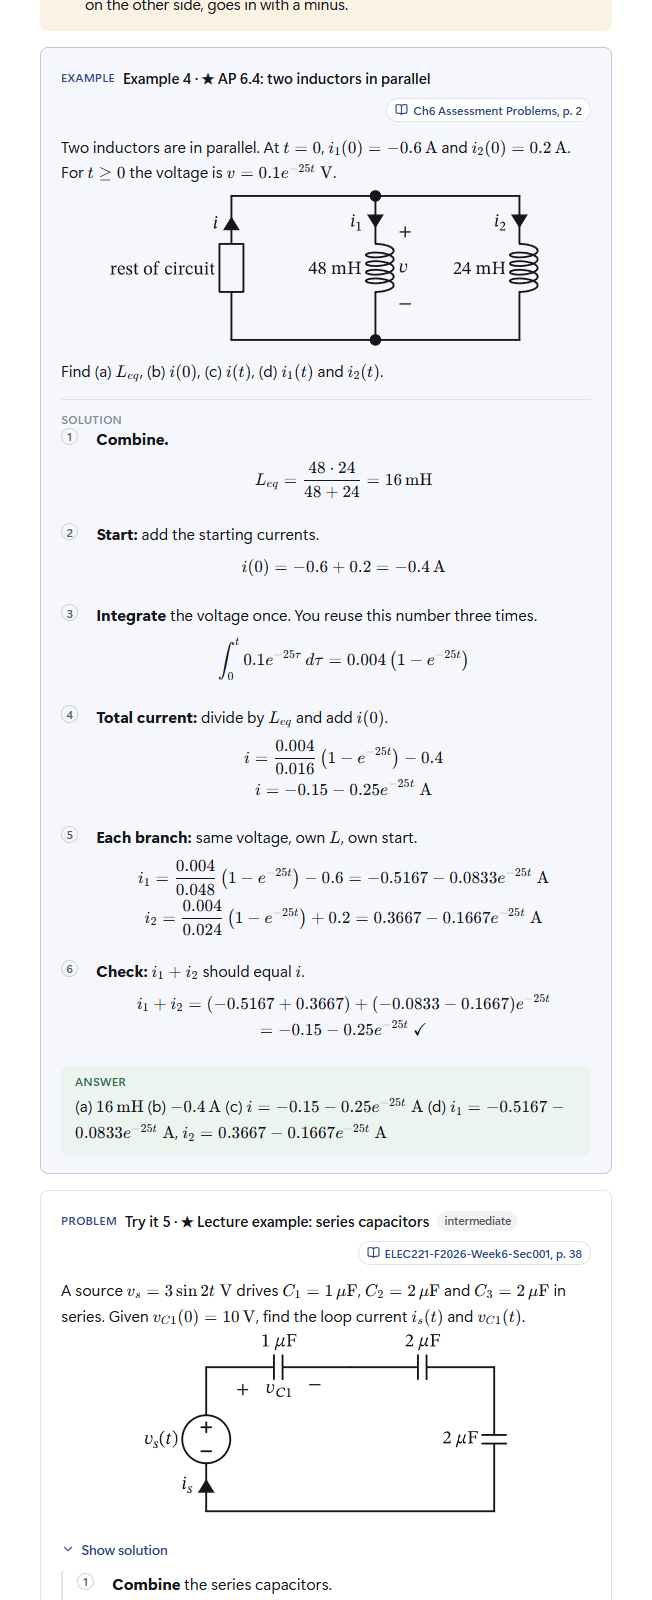 on the other side, goes in with a minus.
EXAMPLE Example 4 · ★ AP 6.4: two inductors in parallel
Ch6 Assessment Problems, p. 2
Two inductors are in parallel. At t = 0, i₁(0) = −0.6 A and i₂(0) = 0.2 A.
For t ≥ 0 the voltage is v = 0.1e^−25t V.
i i₁ + i₂
rest of circuit 48 mH v 24 mH
−
Find (a) L_eq, (b) i(0), (c) i(t), (d) i₁(t) and i₂(t).
SOLUTION
1 Combine.
L_eq = (48 · 24)/(48 + 24) = 16 mH
2 Start: add the starting currents.
i(0) = −0.6 + 0.2 = −0.4 A
3 Integrate the voltage once. You reuse this number three times.
∫₀ᵗ 0.1e^−25τ dτ = 0.004 (1 − e^−25t)
4 Total current: divide by L_eq and add i(0).
i = 0.004/0.016 (1 − e^−25t) − 0.4
i = −0.15 − 0.25e^−25t A
5 Each branch: same voltage, own L, own start.
i₁ = 0.004/0.048 (1 − e^−25t) − 0.6 = −0.5167 − 0.0833e^−25t A
i₂ = 0.004/0.024 (1 − e^−25t) + 0.2 = 0.3667 − 0.1667e^−25t A
6 Check: i₁ + i₂ should equal i.
i₁ + i₂ = (−0.5167 + 0.3667) + (−0.0833 − 0.1667)e^−25t
= −0.15 − 0.25e^−25t ✓
ANSWER
(a) 16 mH (b) −0.4 A (c) i = −0.15 − 0.25e^−25t A (d) i₁ = −0.5167 −
0.0833e^−25t A, i₂ = 0.3667 − 0.1667e^−25t A
PROBLEM Try it 5 · ★ Lecture example: series capacitors intermediate
ELEC221-F2026-Week6-Sec001, p. 38
A source v_s = 3 sin 2t V drives C₁ = 1 μF, C₂ = 2 μF and C₃ = 2 μF in
series. Given v_C1(0) = 10 V, find the loop current i_s(t) and v_C1(t).
1 μF 2 μF
+ v_C1 −
+
v_s(t) 2 μF
−
i_s
Show solution
1 Combine the series capacitors.